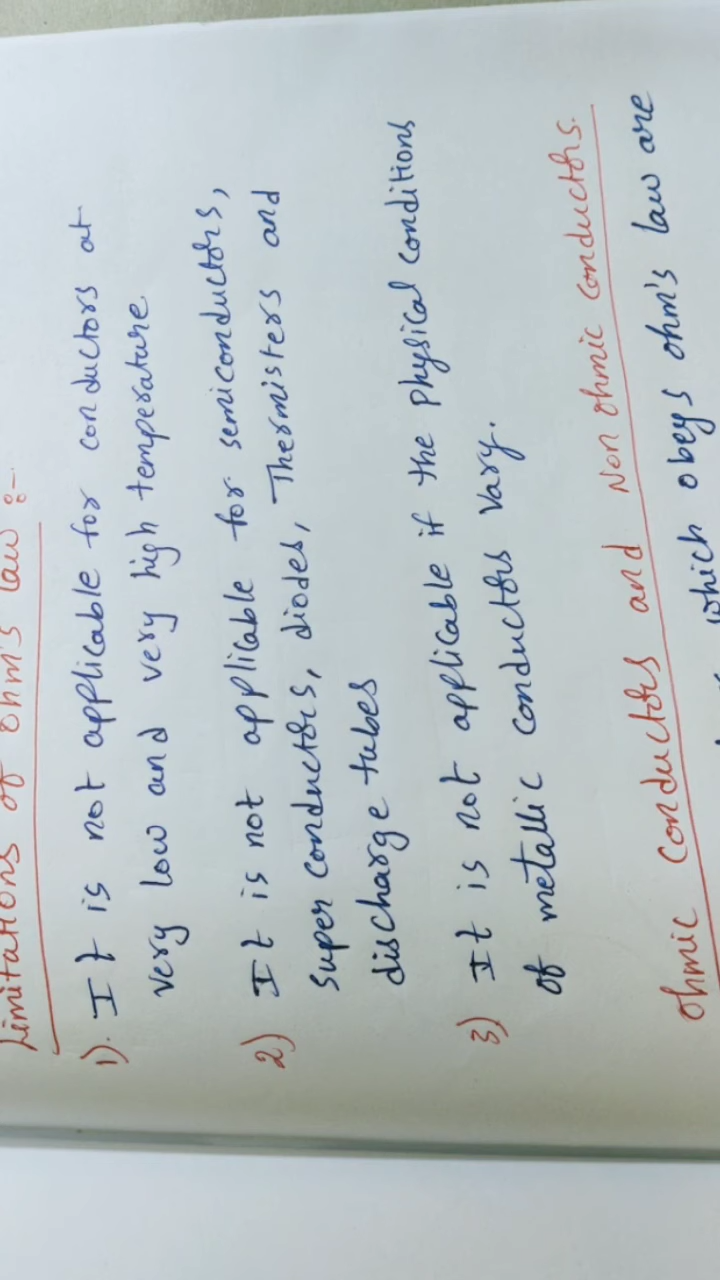 Limitations of ohm's law :-
1). It is not applicable for conductors at
very low and very high temperature
2) It is not applicable for semiconductors,
super conductors, diodes, Thermisters and
discharge tubes
3) It is not applicable if the physical conditions
of metallic conductors vary.
ohmic conductors and Non ohmic conductors.
which obeys ohm's law are